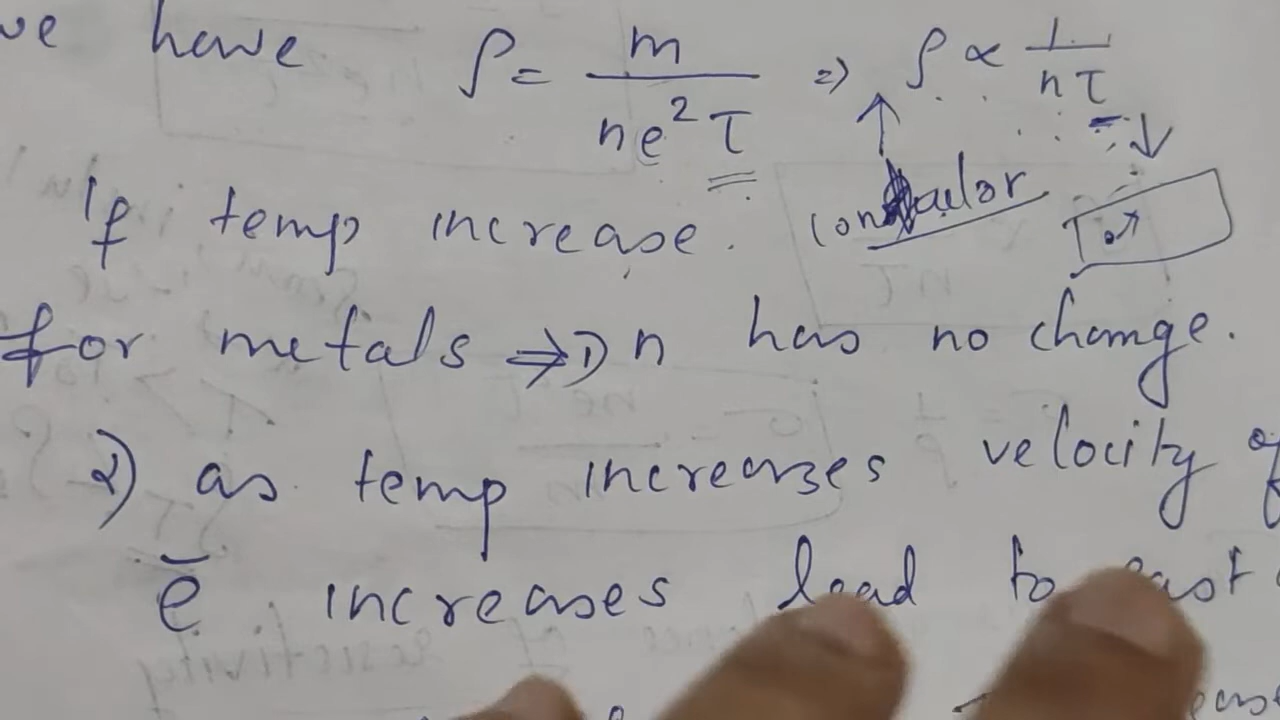 we have ρ = m / ne²τ ⇒ ρ ∝ 1 / nτ
If temp increase.
for metals ⇒ 1) n has no change.
2) as temp increases velocity of
e̅ increases lead to